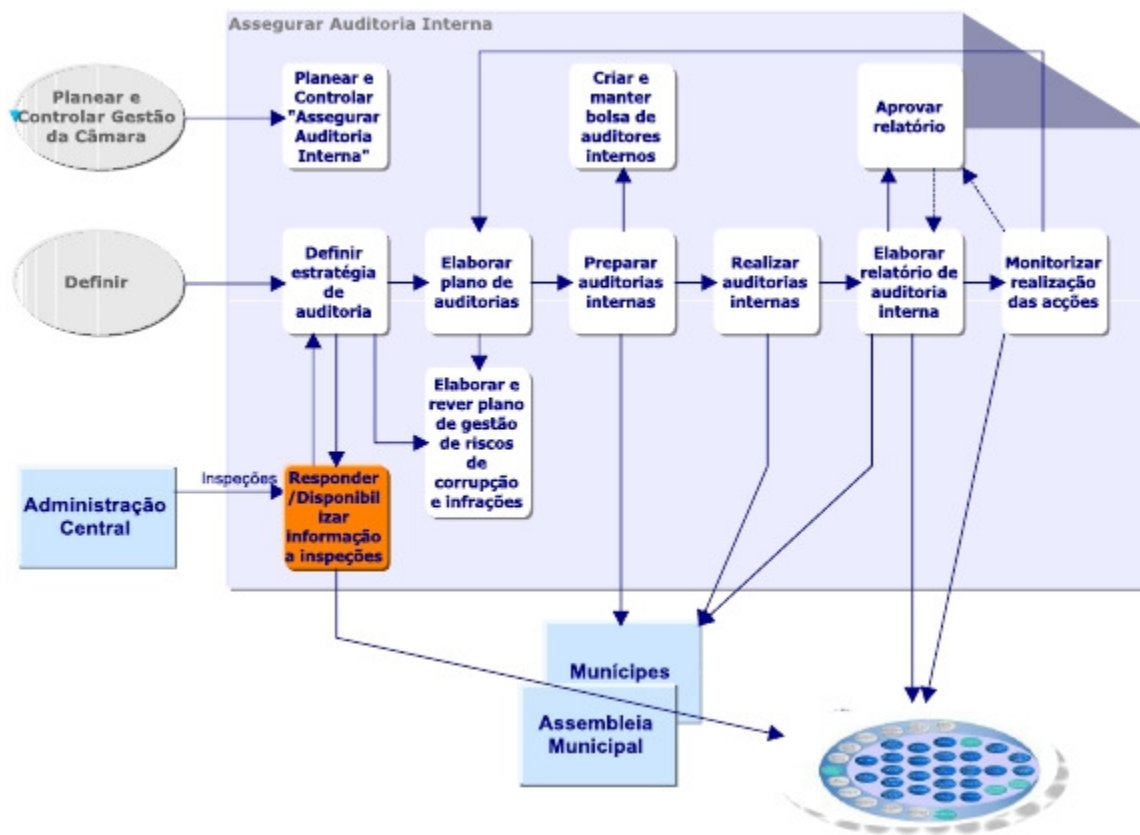 Assegurar Auditoria Interna
Planear e
Controlar Gestão
da Câmara
Planear e
Controlar
"Assegurar
Auditoria
Interna"
Criar e
manter
bolsa de
auditores
internos
Aprovar
relatório
Definir
Definir
estratégia
de
auditoria
Elaborar
plano de
auditorias
Preparar
auditorias
internas
Realizar
auditorias
internas
Elaborar
relatório de
auditoria
interna
Monitorizar
realização
das acções
Elaborar e
rever plano
de gestão
de riscos
de
corrupção
e infrações
Administração
Central
Inspeções
Responder
/Disponibil
izar
informação
a inspeções
Munícipes
Assembleia
Municipal